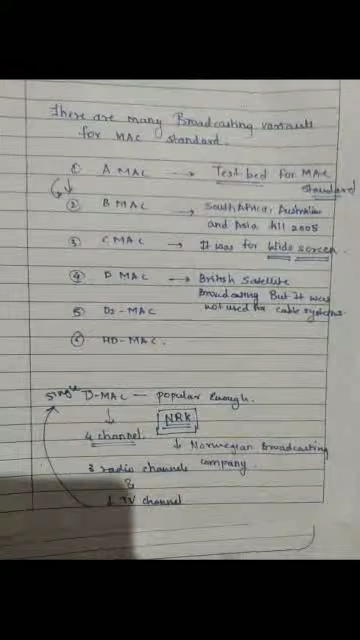 There are many Broadcasting variants
for MAC standard.
① A MAC → Test bed for MAC
standard
② B MAC → South Africa, Australia
and Asia till 2005
③ C MAC → It was for Wide screen
④ D MAC → British Satellite
Broadcasting But it was
not used for cable systems
⑤ D2-MAC
⑥ HD-MAC.
Single D-MAC — popular enough.
↓ NRK
4 channel. ↓ Norwegian Broadcasting
3 radio channels company.
&
1 TV channel